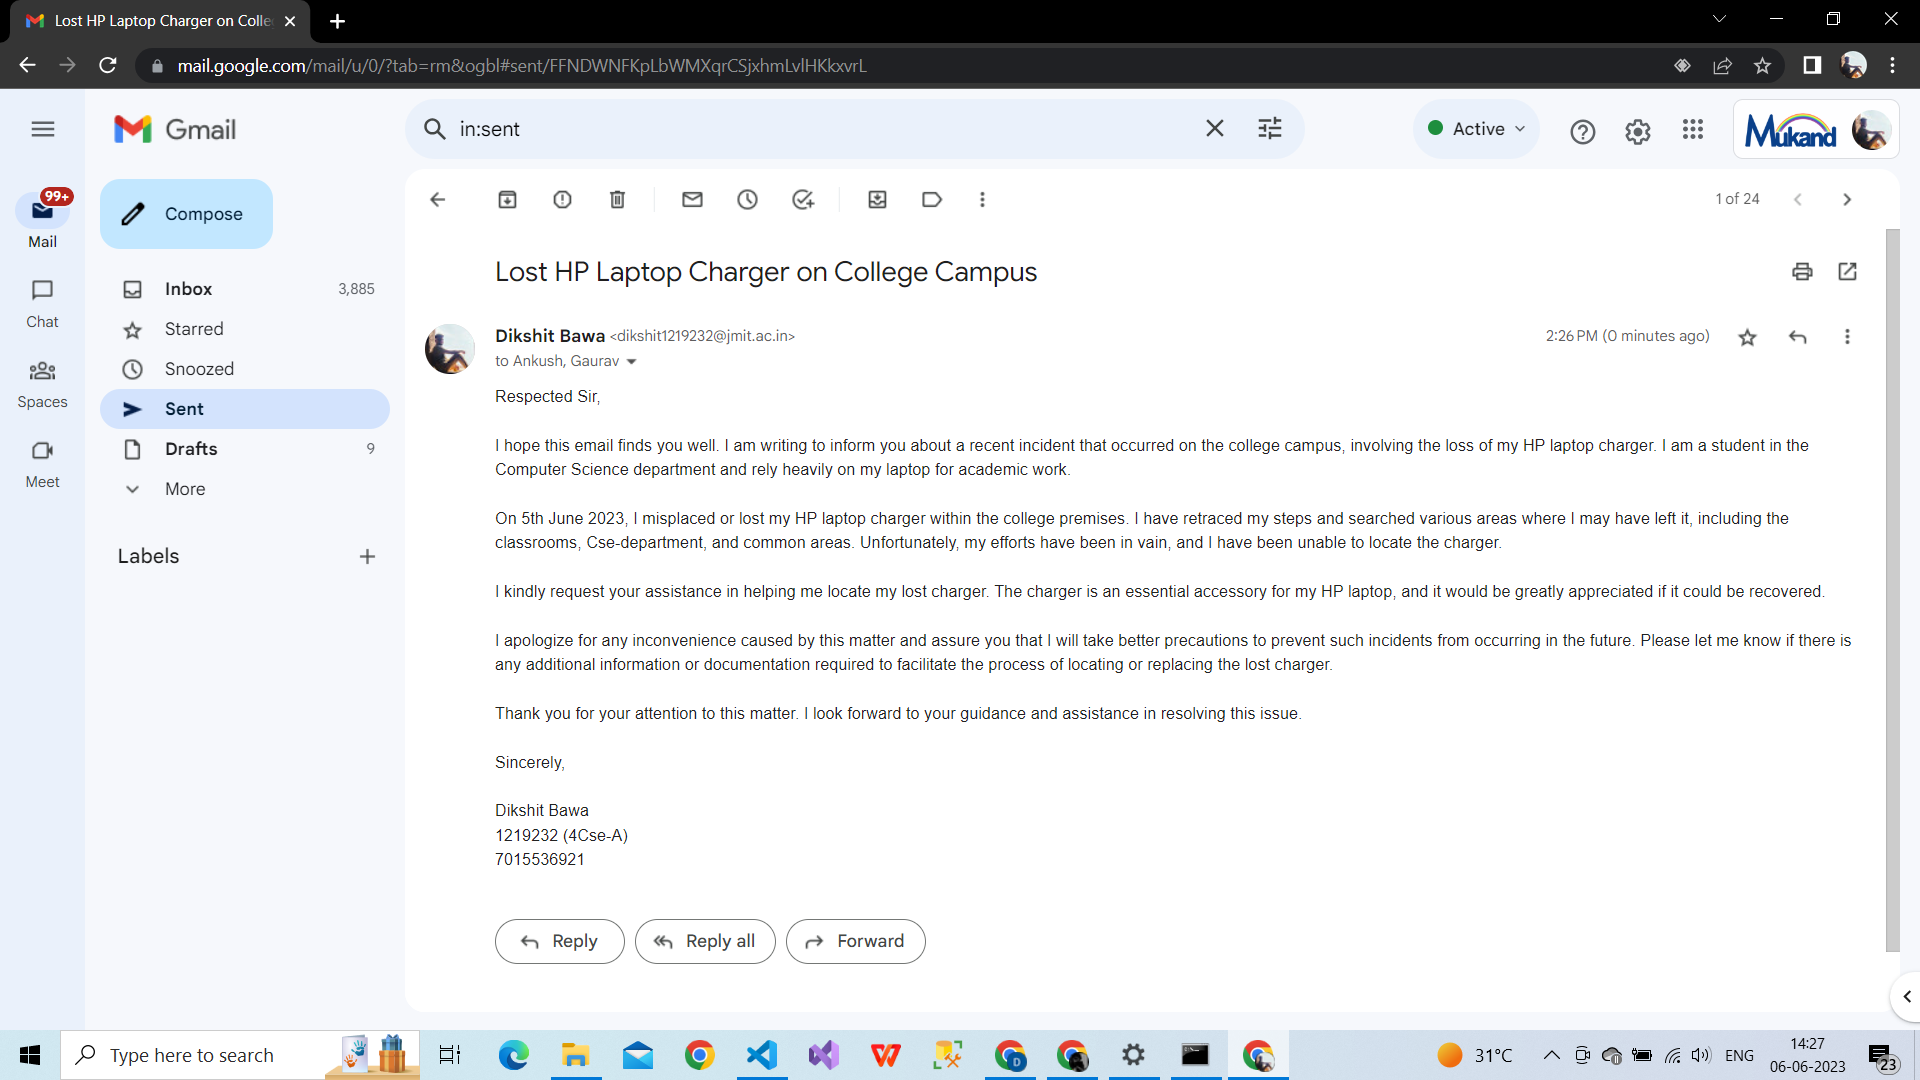 Lost HP Laptop Charger on Colle
mail.google.com/mail/u/0/?tab=rm&ogbl#sent/FFNDWNFKpLbWMXqrCSjxhmLvlHKkxvrL
Gmail
in:sent
Active
Mukand
99+
Mail
Compose
1 of 24
Chat
Spaces
Meet
Inbox 3,885
Starred
Snoozed
Sent
Drafts 9
More
Labels
Lost HP Laptop Charger on College Campus
Dikshit Bawa <dikshit1219232@jmit.ac.in>
2:26 PM (0 minutes ago)
to Ankush, Gaurav
Respected Sir,
I hope this email finds you well. I am writing to inform you about a recent incident that occurred on the college campus, involving the loss of my HP laptop charger. I am a student in the
Computer Science department and rely heavily on my laptop for academic work.
On 5th June 2023, I misplaced or lost my HP laptop charger within the college premises. I have retraced my steps and searched various areas where I may have left it, including the
classrooms, Cse-department, and common areas. Unfortunately, my efforts have been in vain, and I have been unable to locate the charger.
I kindly request your assistance in helping me locate my lost charger. The charger is an essential accessory for my HP laptop, and it would be greatly appreciated if it could be recovered.
I apologize for any inconvenience caused by this matter and assure you that I will take better precautions to prevent such incidents from occurring in the future. Please let me know if there is
any additional information or documentation required to facilitate the process of locating or replacing the lost charger.
Thank you for your attention to this matter. I look forward to your guidance and assistance in resolving this issue.
Sincerely,
Dikshit Bawa
1219232 (4Cse-A)
7015536921
Reply
Reply all
Forward
Type here to search
D
31°C
ENG
14:27
06-06-2023
23